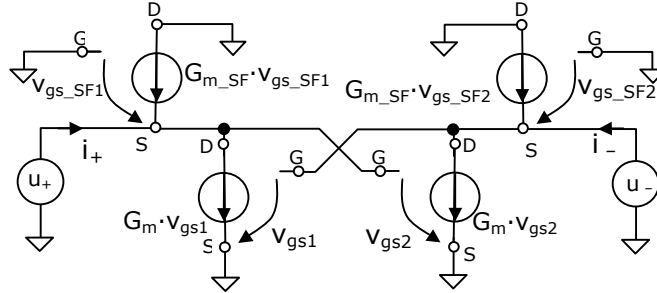 D D
G G
v_gs_SF1 G_m_SF·v_gs_SF1 G_m_SF·v_gs_SF2 v_gs_SF2
S S
i_+ D G G D i_-
u_+ u_-
G_m·v_gs1 v_gs1 v_gs2 G_m·v_gs2
S S